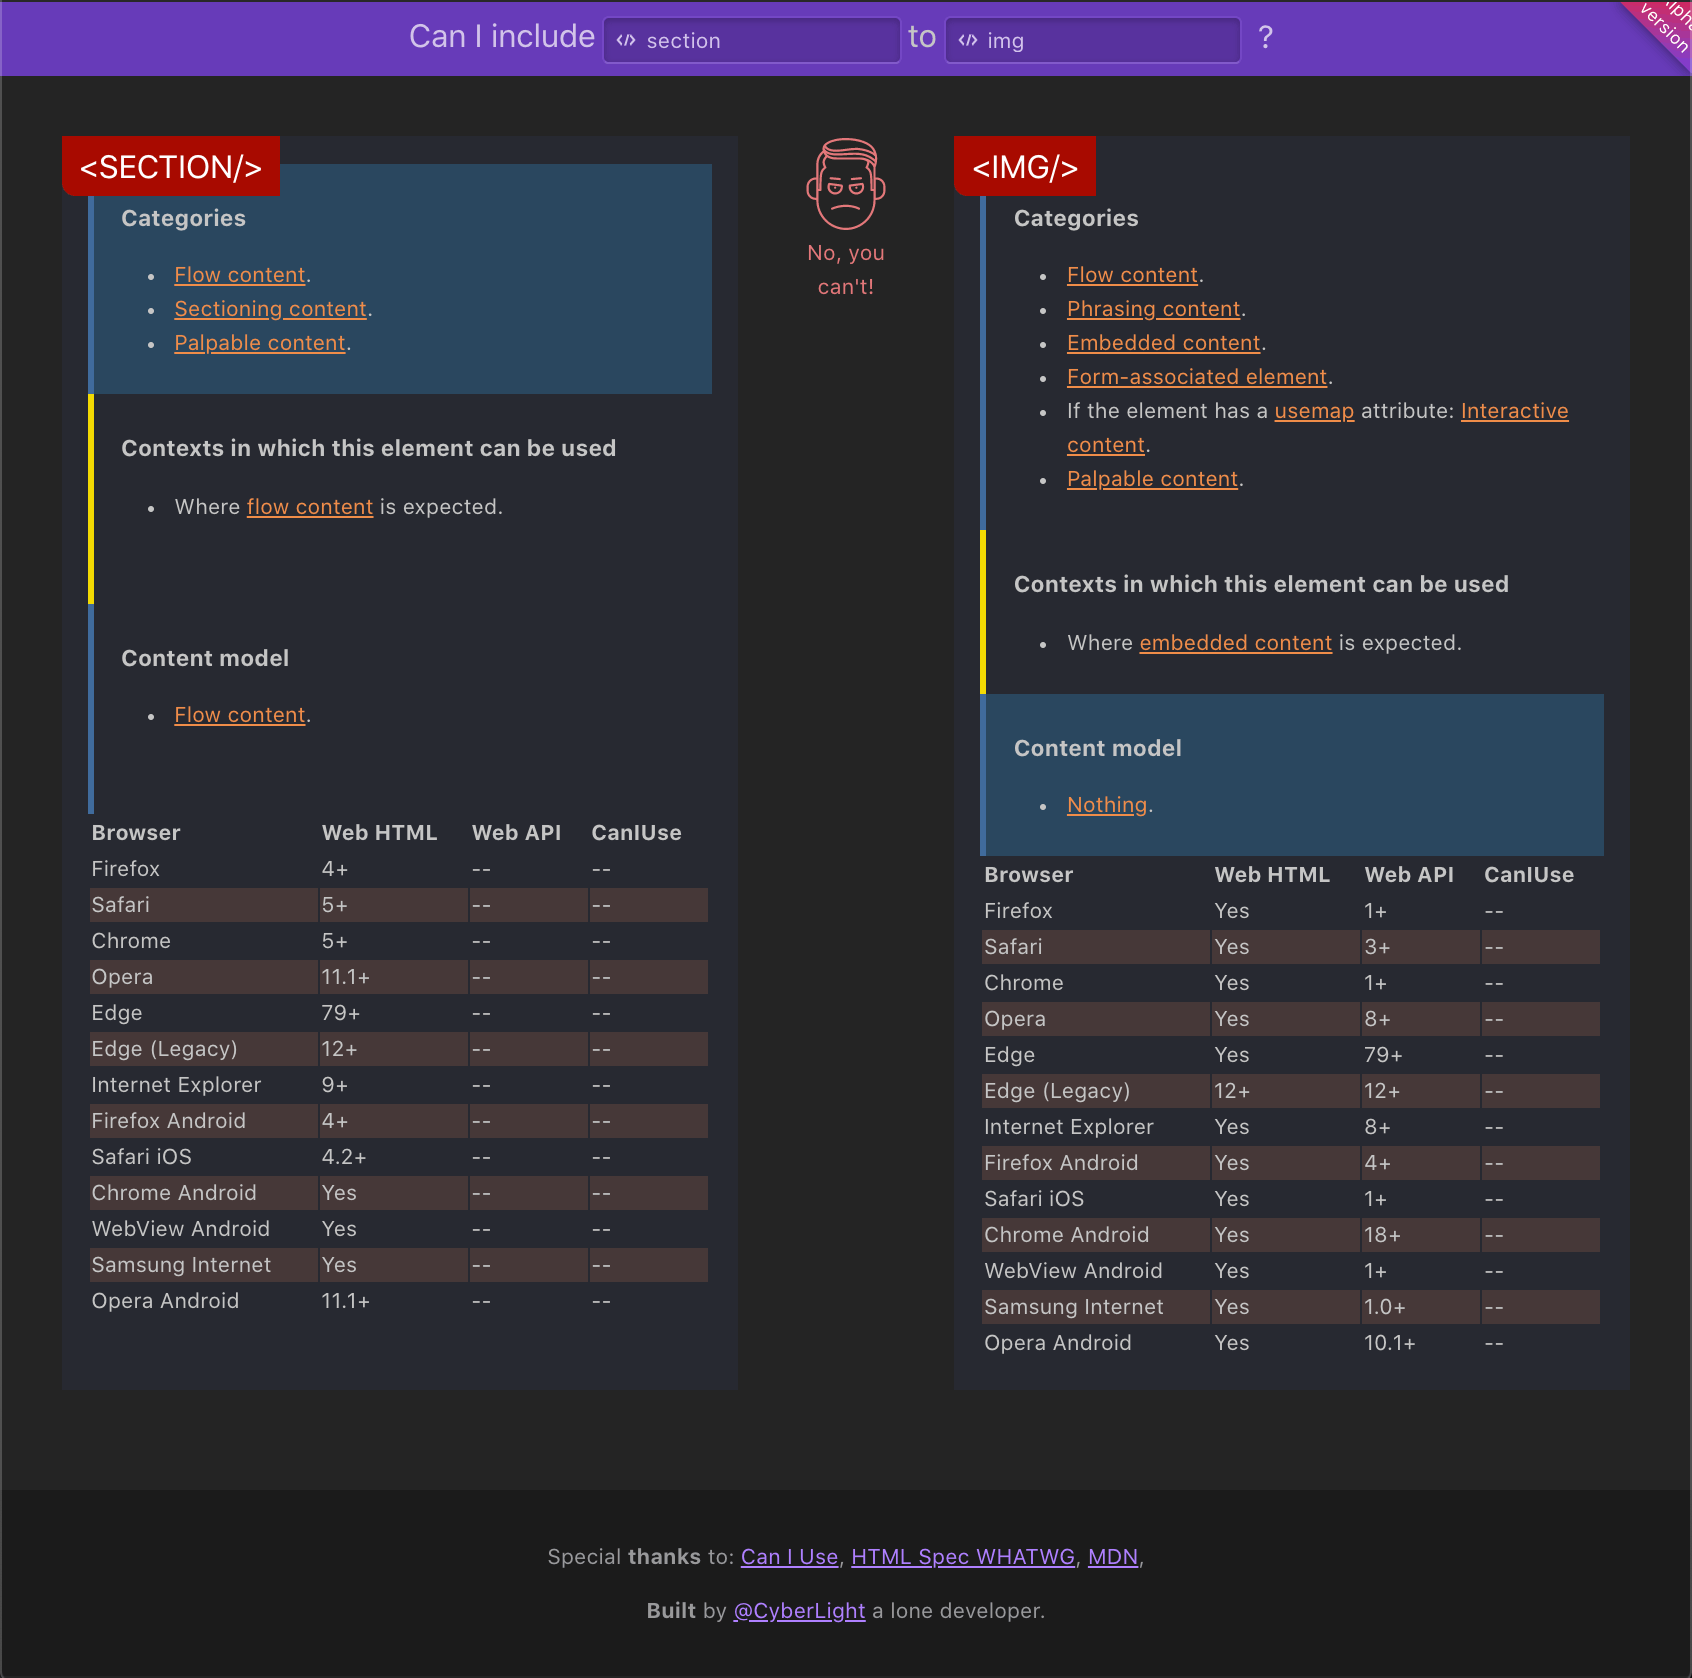 Can I include section to img ?
version
<SECTION/>
Categories
Flow content.
Sectioning content.
Palpable content.
Contexts in which this element can be used
Where flow content is expected.
Content model
Flow content.
Browser Web HTML Web API CanIUse
Firefox 4+ -- --
Safari 5+ -- --
Chrome 5+ -- --
Opera 11.1+ -- --
Edge 79+ -- --
Edge (Legacy) 12+ -- --
Internet Explorer 9+ -- --
Firefox Android 4+ -- --
Safari iOS 4.2+ -- --
Chrome Android Yes -- --
WebView Android Yes -- --
Samsung Internet Yes -- --
Opera Android 11.1+ -- --
No, you
can't!
<IMG/>
Categories
Flow content.
Phrasing content.
Embedded content.
Form-associated element.
If the element has a usemap attribute: Interactive
content.
Palpable content.
Contexts in which this element can be used
Where embedded content is expected.
Content model
Nothing.
Browser Web HTML Web API CanIUse
Firefox Yes 1+ --
Safari Yes 3+ --
Chrome Yes 1+ --
Opera Yes 8+ --
Edge Yes 79+ --
Edge (Legacy) 12+ 12+ --
Internet Explorer Yes 8+ --
Firefox Android Yes 4+ --
Safari iOS Yes 1+ --
Chrome Android Yes 18+ --
WebView Android Yes 1+ --
Samsung Internet Yes 1.0+ --
Opera Android Yes 10.1+ --
Special thanks to: Can I Use, HTML Spec WHATWG, MDN,
Built by @CyberLight a lone developer.